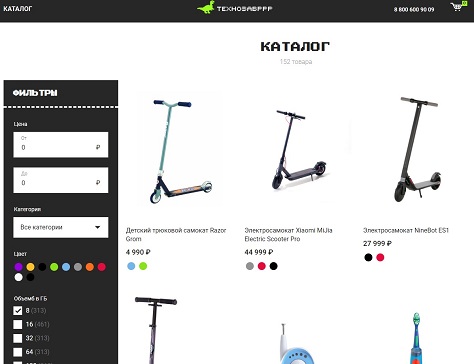 КАТАЛОГ
ТЕХНОЗАВРРР
8 800 600 90 09
0
КАТАЛОГ
152 товара
ФИЛЬТРЫ
Цена
От
0 ₽
До
0 ₽
Категория
Все категории
Цвет
Объемб в ГБ
8 (313)
16 (461)
32 (313)
64 (313)
Детский трюковой самокат Razor
Grom
4 990 ₽
Электросамокат Xiaomi MiJia
Electric Scooter Pro
44 999 ₽
Электросамокат NineBot ES1
27 999 ₽